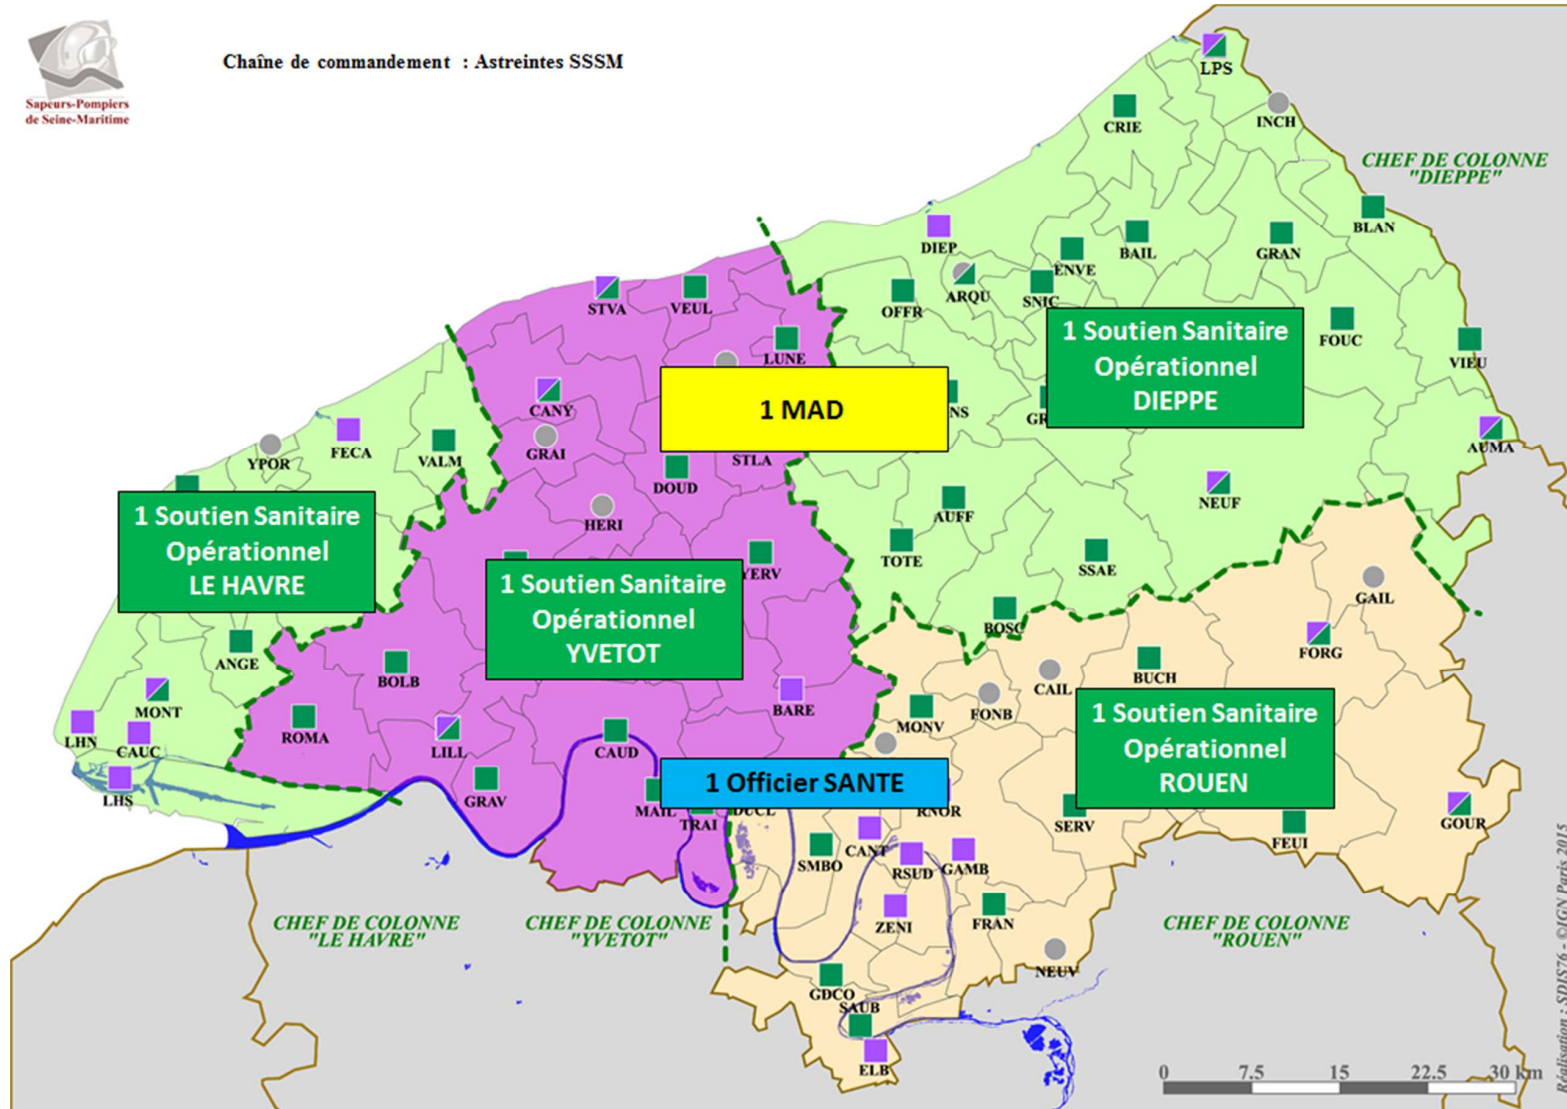 Chaîne de commandement : Astreintes SSSM
Sapeurs-Pompiers
de Seine-Maritime
LPS
INCH
CRIE
CHEF DE COLONNE
"DIEPPE"
BLAN
DIEP
BAIL
GRAN
ENVE
ARQU
SNIC
OFFR
STVA
VEUL
LUNE
1 Soutien Sanitaire
Opérationnel
DIEPPE
FOUC
VIEU
CANY
1 MAD
NS
GR
YPOR
FECA
VALM
GRAI
STLA
DOUD
AUMA
NEUF
HERI
AUFF
1 Soutien Sanitaire
Opérationnel
LE HAVRE
TOTE
SSAE
1 Soutien Sanitaire
Opérationnel
YVETOT
YERV
GAIL
BOSC
ANGE
BOLB
FORG
CAIL
BUCH
MONT
BARE
MONV
FONB
1 Soutien Sanitaire
Opérationnel
ROUEN
LHN
CAUC
ROMA
LILL
CAUD
LHS
GRAV
1 Officier SANTE
MAIL
TRAI
DUCL
RNOR
SERV
FEUI
GOUR
SMBO
CANT
RSUD
GAMB
ZENI
FRAN
CHEF DE COLONNE
"LE HAVRE"
CHEF DE COLONNE
"YVETOT"
CHEF DE COLONNE
"ROUEN"
NEUV
GDCO
SAUB
ELB
0 7.5 15 22.5 30 km
Réalisation : SDIS76 - ©IGN Paris 2015